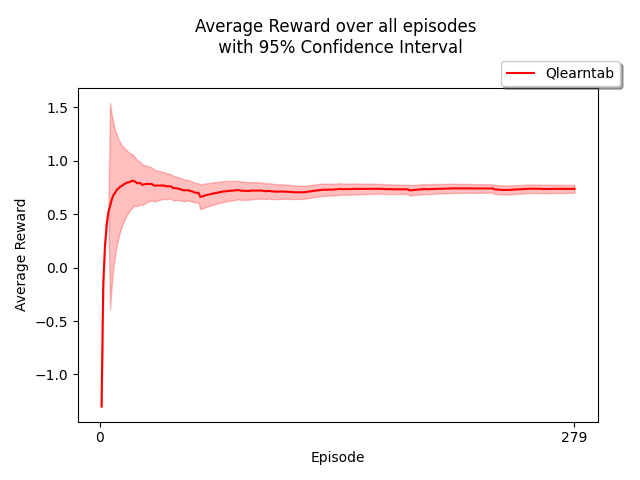 Average Reward over all episodes
with 95% Confidence Interval
Qlearntab
1.5
1.0
0.5
0.0
−0.5
−1.0
Average Reward
0
279
Episode